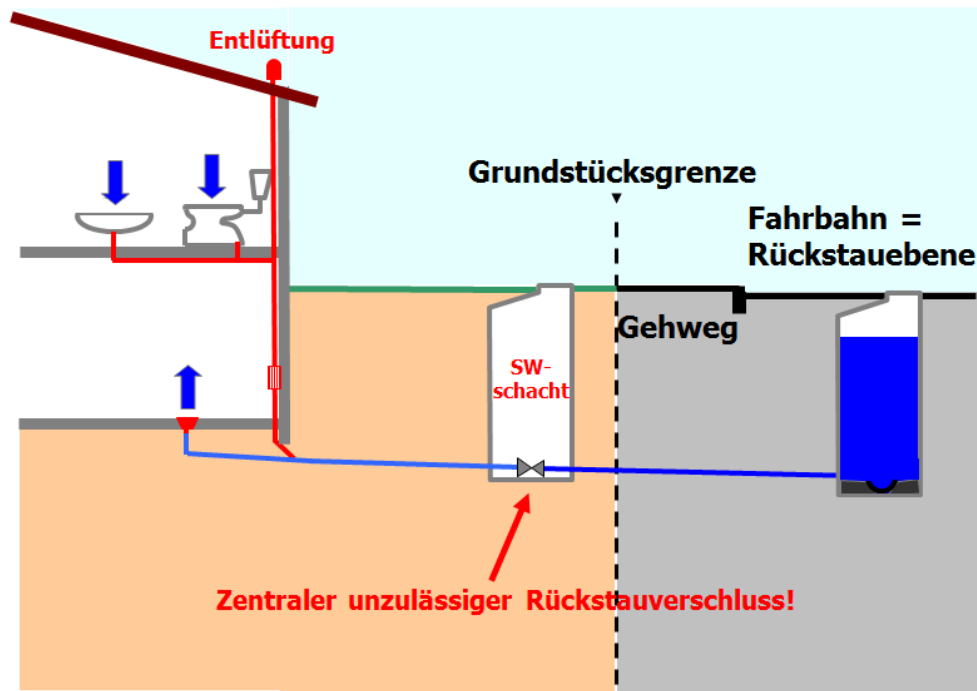 Entlüftung
Grundstücksgrenze
Fahrbahn =
Rückstauebene
Gehweg
SW-
schacht
Zentraler unzulässiger Rückstauverschluss!